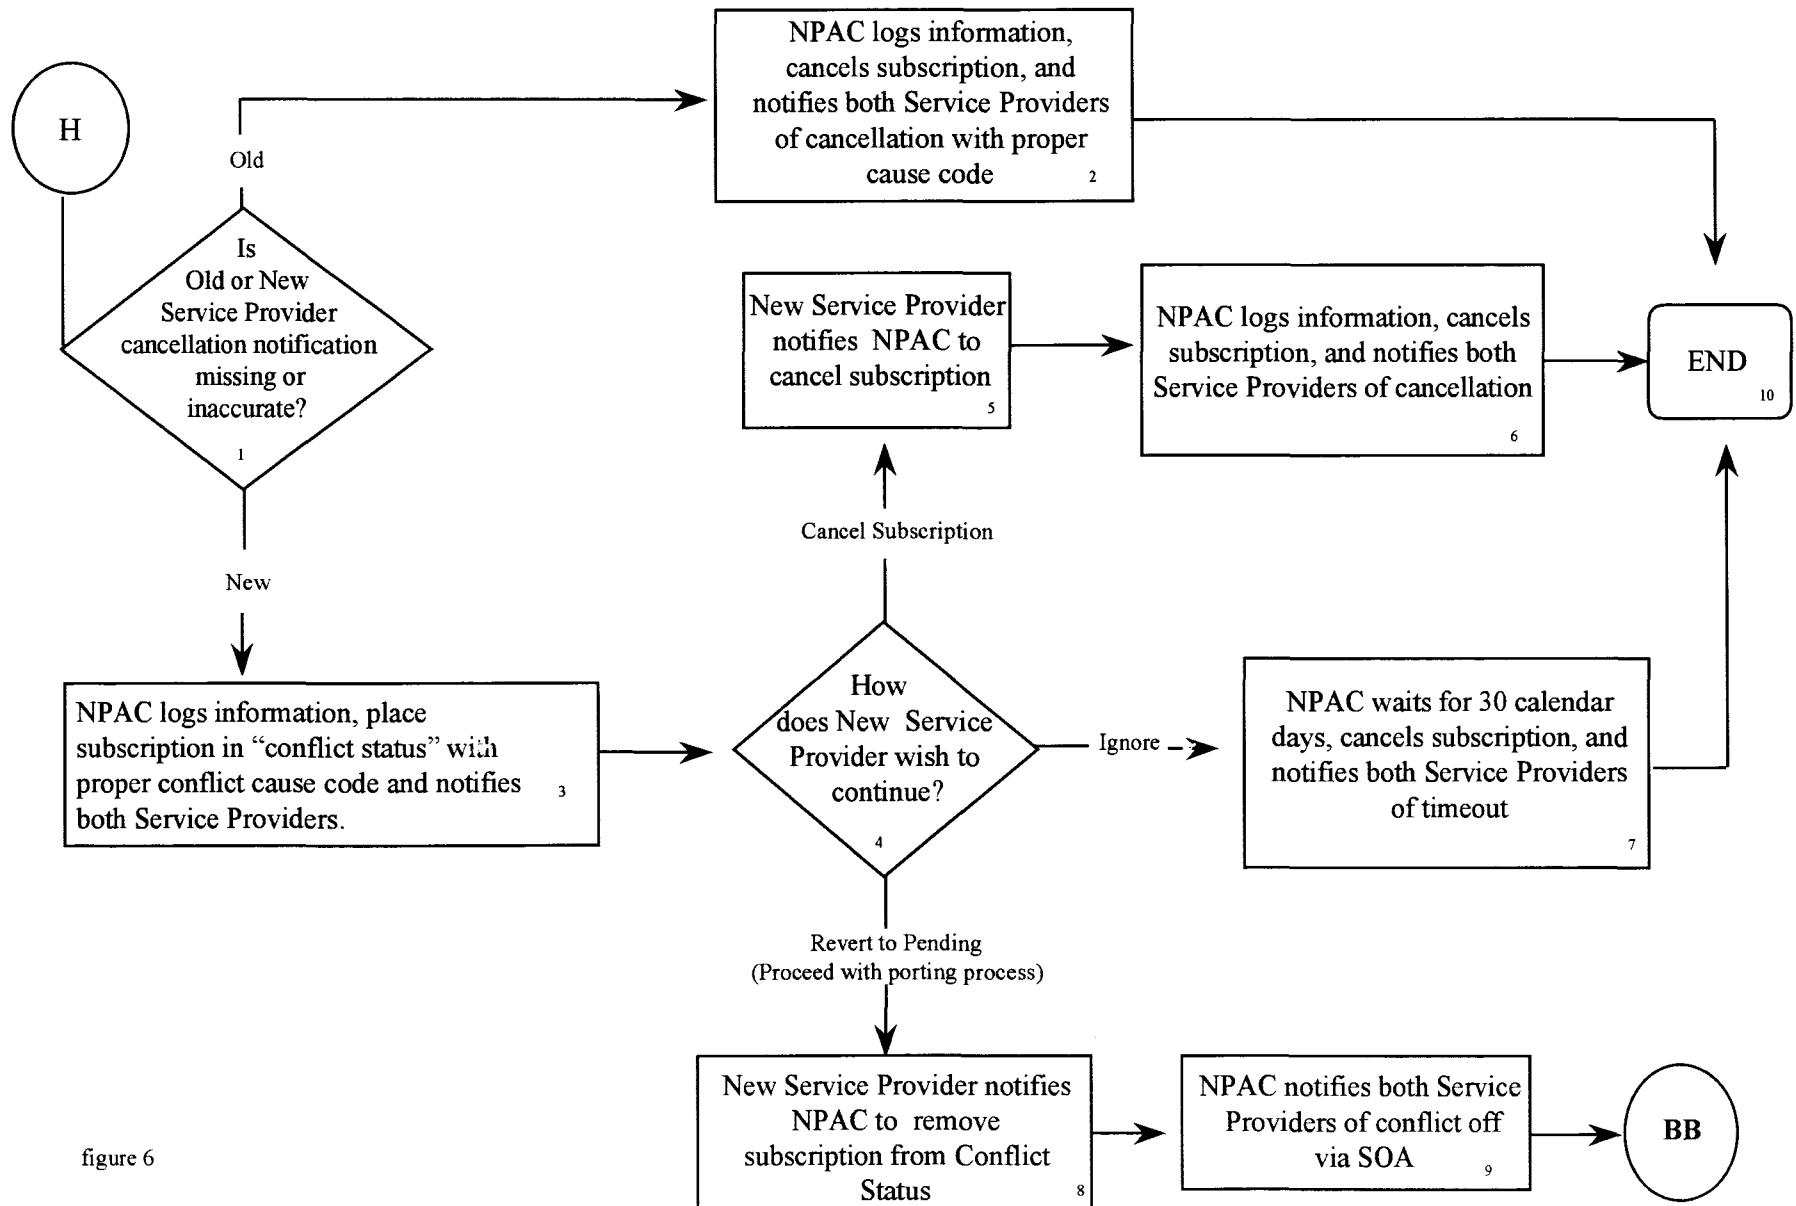 H
Old
NPAC logs information,
cancels subscription, and
notifies both Service Providers
of cancellation with proper
cause code
2
Is
Old or New
Service Provider
cancellation notification
missing or
inaccurate?
1
New Service Provider
notifies NPAC to
cancel subscription
5
NPAC logs information, cancels
subscription, and notifies both
Service Providers of cancellation
6
END
10
Cancel Subscription
New
NPAC logs information, place
subscription in “conflict status” with
proper conflict cause code and notifies
both Service Providers.
3
How
does New Service
Provider wish to
continue?
4
Ignore
NPAC waits for 30 calendar
days, cancels subscription, and
notifies both Service Providers
of timeout
7
Revert to Pending
(Proceed with porting process)
New Service Provider notifies
NPAC to remove
subscription from Conflict
Status
8
NPAC notifies both Service
Providers of conflict off
via SOA
9
BB
figure 6